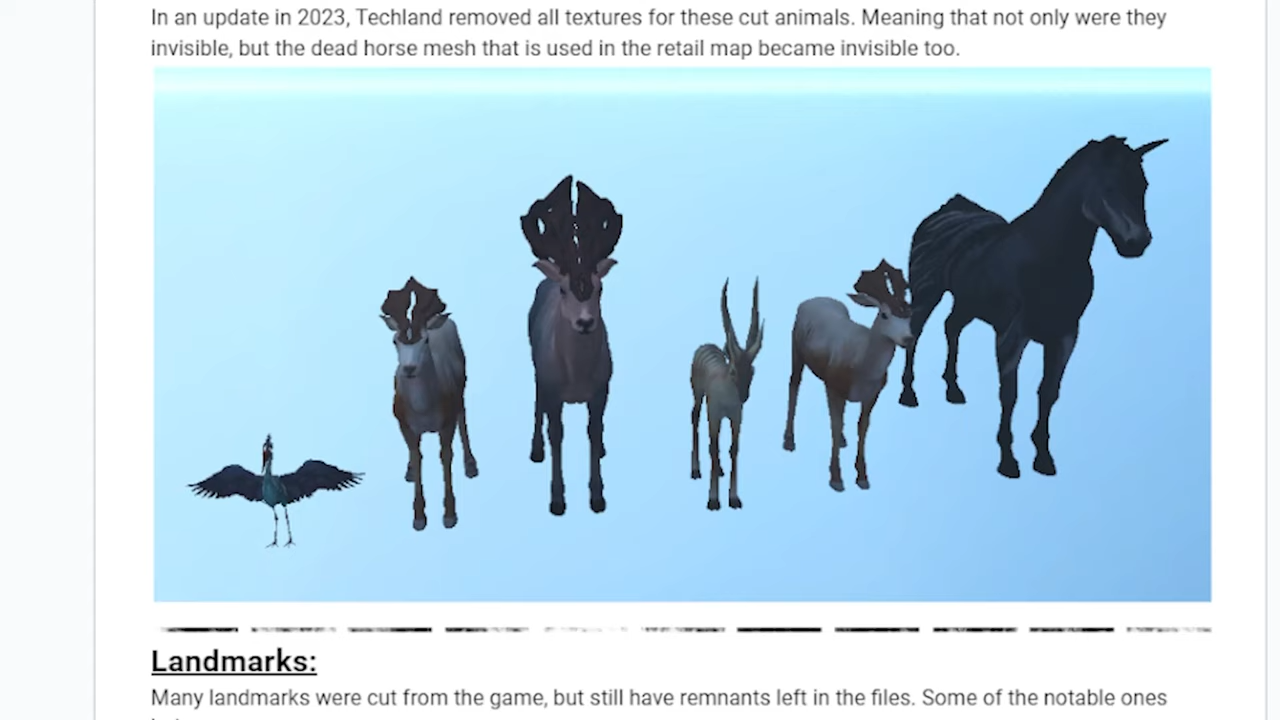 In an update in 2023, Techland removed all textures for these cut animals. Meaning that not only were they
invisible, but the dead horse mesh that is used in the retail map became invisible too.
Landmarks:
Many landmarks were cut from the game, but still have remnants left in the files. Some of the notable ones